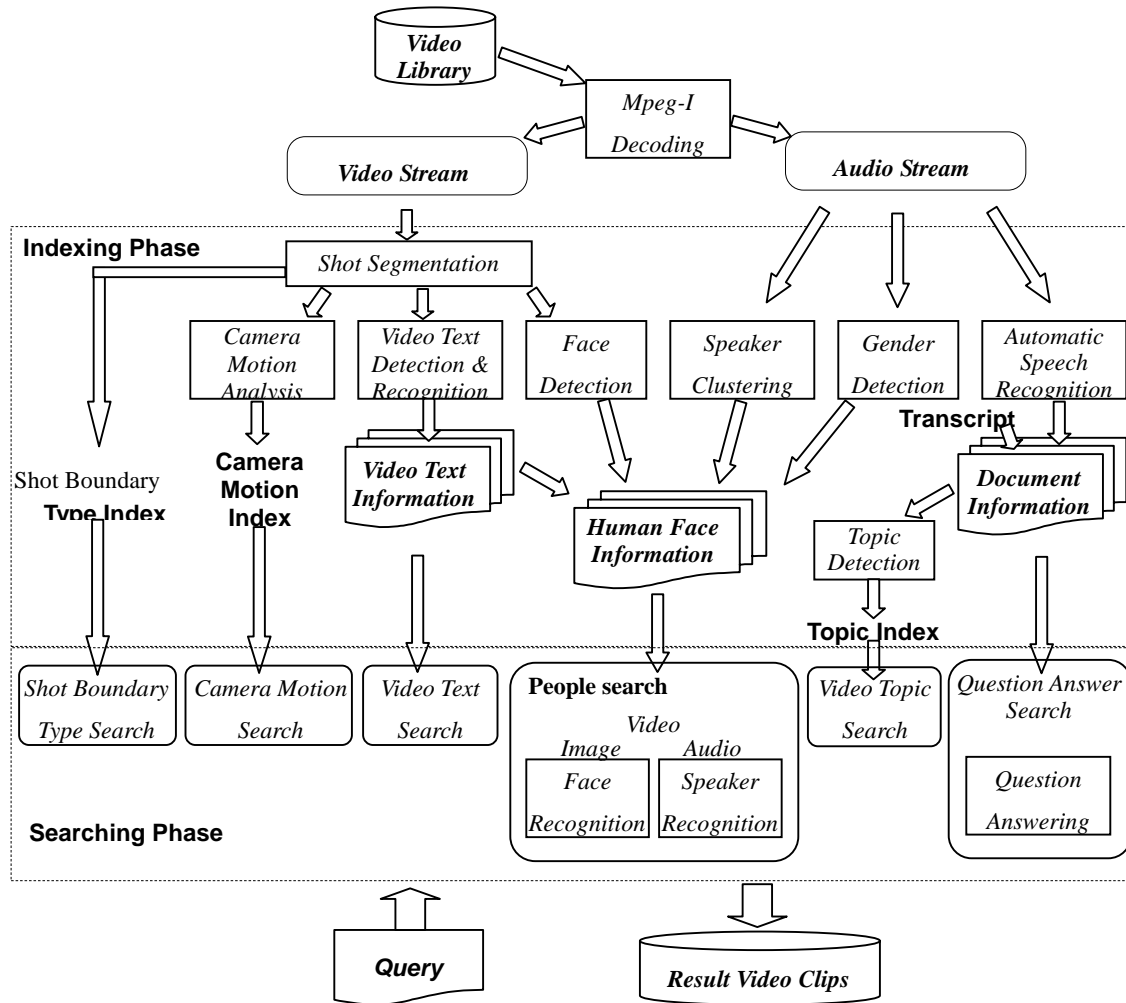 Video
Library
Mpeg-I
Decoding
Video Stream
Audio Stream
Indexing Phase
Shot Segmentation
Camera
Motion
Analysis
Video Text
Detection &
Recognition
Face
Detection
Speaker
Clustering
Gender
Detection
Automatic
Speech
Recognition
Transcript
Shot Boundary
Type Index
Camera
Motion
Index
Video Text
Information
Human Face
Information
Document
Information
Topic
Detection
Topic Index
Shot Boundary
Type Search
Camera Motion
Search
Video Text
Search
People search
Video
Image
Audio
Face
Recognition
Speaker
Recognition
Video Topic
Search
Question Answer
Search
Question
Answering
Searching Phase
Query
Result Video Clips